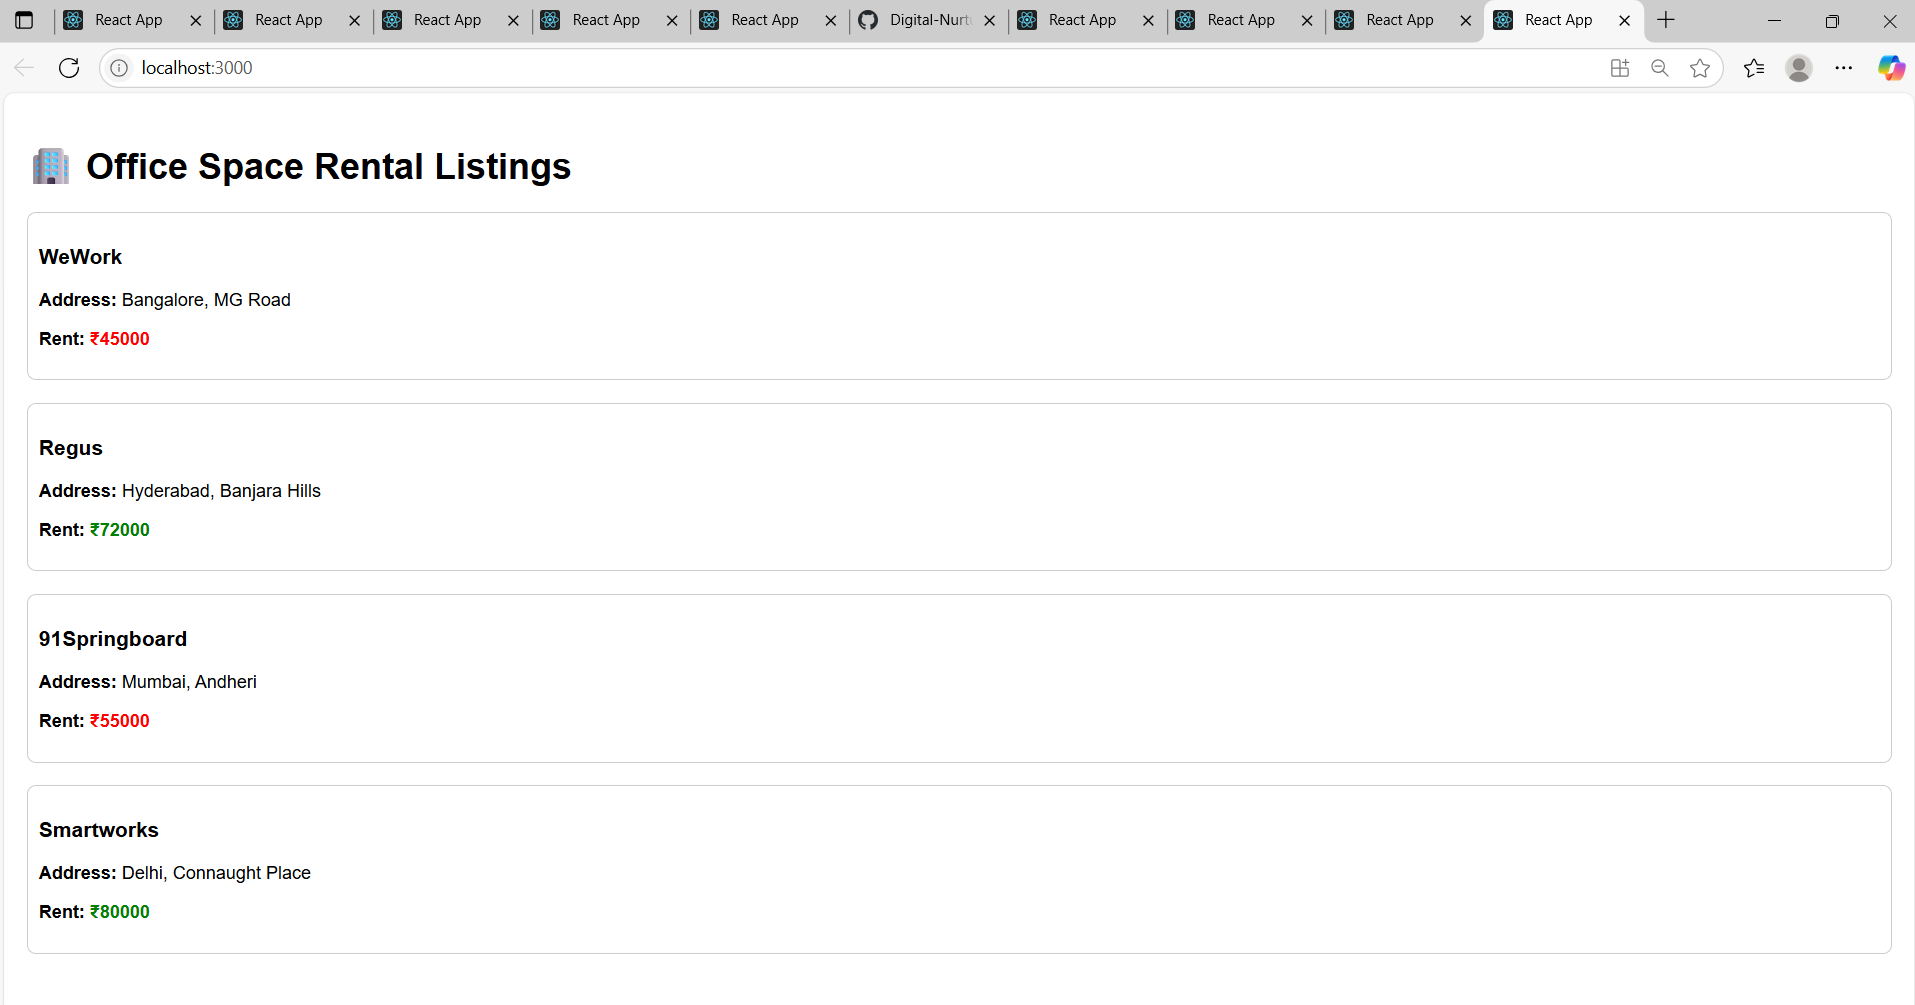 React App React App React App React App React App Digital-Nurtu React App React App React App React App
localhost:3000
Office Space Rental Listings
WeWork
Address: Bangalore, MG Road
Rent: ₹45000
Regus
Address: Hyderabad, Banjara Hills
Rent: ₹72000
91Springboard
Address: Mumbai, Andheri
Rent: ₹55000
Smartworks
Address: Delhi, Connaught Place
Rent: ₹80000